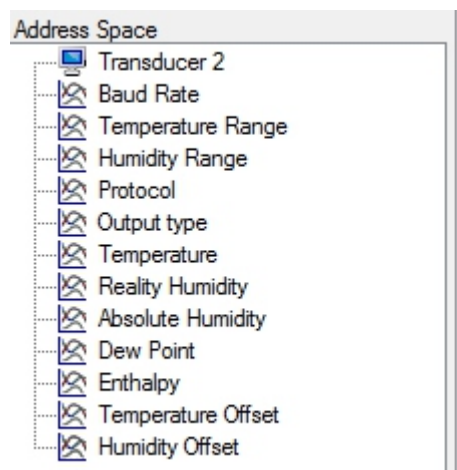 Address Space
Transducer 2
Baud Rate
Temperature Range
Humidity Range
Protocol
Output type
Temperature
Reality Humidity
Absolute Humidity
Dew Point
Enthalpy
Temperature Offset
Humidity Offset